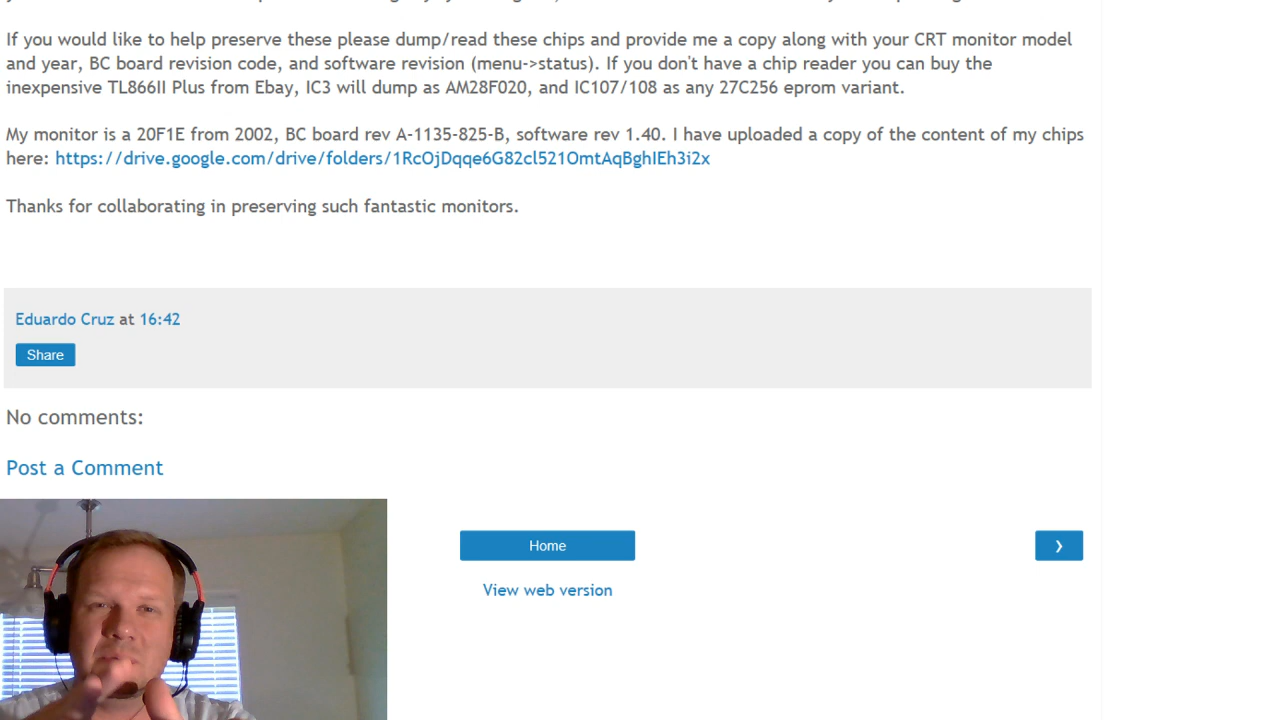 If you would like to help preserve these please dump/read these chips and provide me a copy along with your CRT monitor model
and year, BC board revision code, and software revision (menu->status). If you don't have a chip reader you can buy the
inexpensive TL866II Plus from Ebay, IC3 will dump as AM28F020, and IC107/108 as any 27C256 eprom variant.
My monitor is a 20F1E from 2002, BC board rev A-1135-825-B, software rev 1.40. I have uploaded a copy of the content of my chips
here: https://drive.google.com/drive/folders/1RcOjDqqe6G82cl521OmtAqBghIEh3i2x
Thanks for collaborating in preserving such fantastic monitors.
Eduardo Cruz at 16:42
Share
No comments:
Post a Comment
Home
❯
View web version